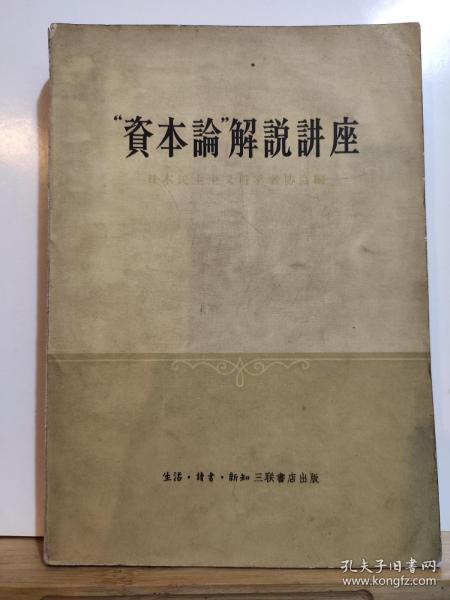 “資本論”解説講座
日本民主主义科学者协会編
生活·讀書·新知三联書店出版
孔夫子旧书网
www.kongfz.com